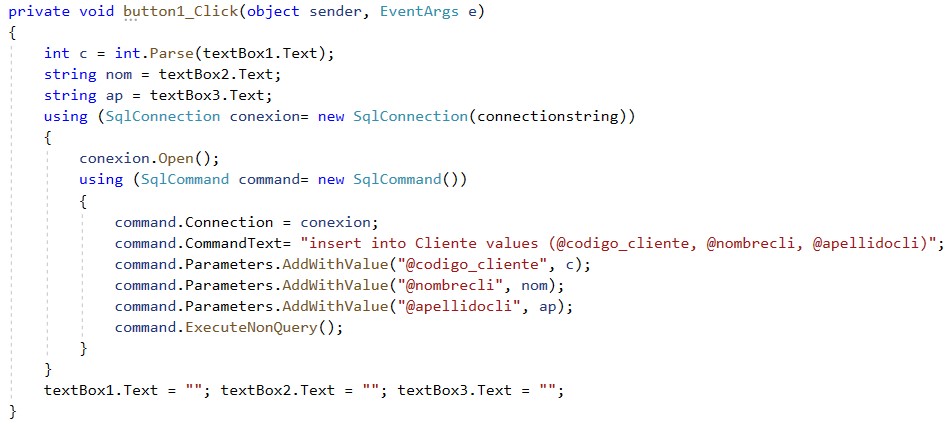 private void button1_Click(object sender, EventArgs e)
{
int c = int.Parse(textBox1.Text);
string nom = textBox2.Text;
string ap = textBox3.Text;
using (SqlConnection conexion= new SqlConnection(connectionstring))
{
conexion.Open();
using (SqlCommand command= new SqlCommand())
{
command.Connection = conexion;
command.CommandText= "insert into Cliente values (@codigo_cliente, @nombrecli, @apellidocli)";
command.Parameters.AddWithValue("@codigo_cliente", c);
command.Parameters.AddWithValue("@nombrecli", nom);
command.Parameters.AddWithValue("@apellidocli", ap);
command.ExecuteNonQuery();
}
}
textBox1.Text = ""; textBox2.Text = ""; textBox3.Text = "";
}